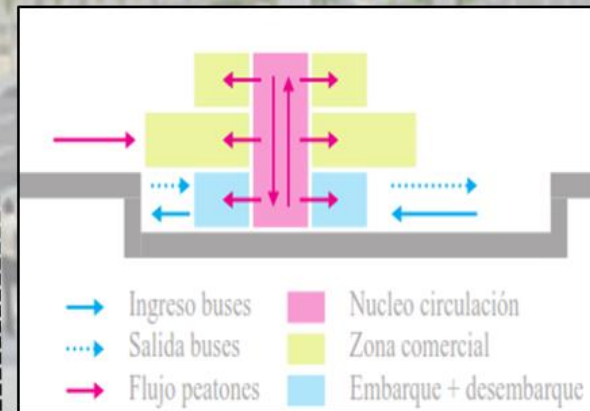 Ingreso buses
Salida buses
Flujo peatones
Nucleo circulación
Zona comercial
Embarque + desembarque